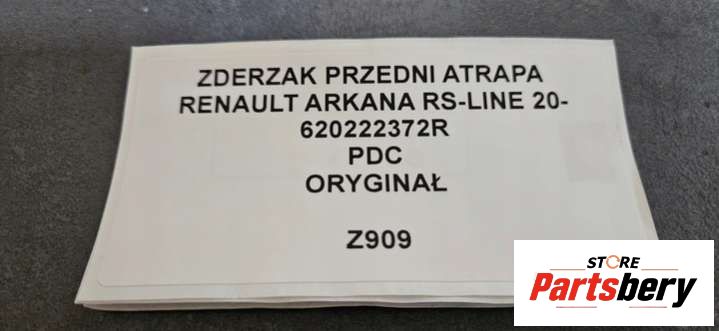 ZDERZAK PRZEDNI ATRAPA
RENAULT ARKANA RS-LINE 20-
620222372R
PDC
ORYGINAŁ
Z909
STORE
Partsbery